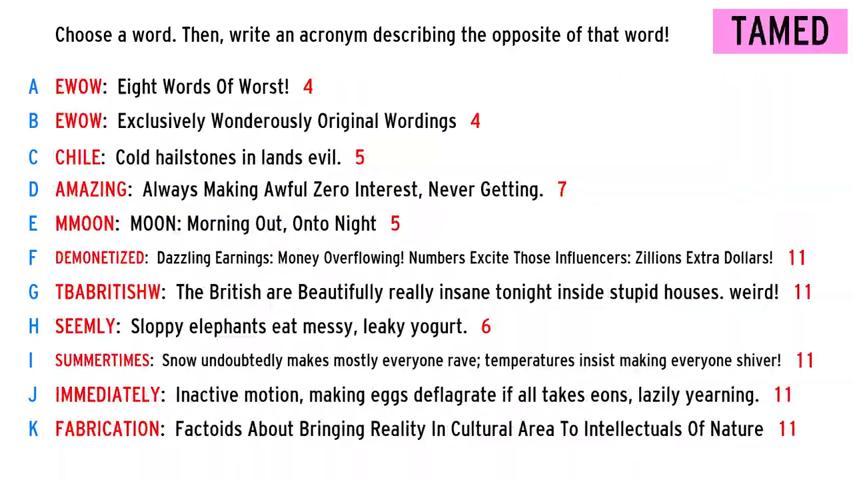 Choose a word. Then, write an acronym describing the opposite of that word!
TAMED
A EWOW: Eight Words Of Worst! 4
B EWOW: Exclusively Wonderously Original Wordings 4
C CHILE: Cold hailstones in lands evil. 5
D AMAZING: Always Making Awful Zero Interest, Never Getting. 7
E MMOON: MOON: Morning Out, Onto Night 5
F DEMONETIZED: Dazzling Earnings: Money Overflowing! Numbers Excite Those Influencers: Zillions Extra Dollars! 11
G TBABRITISHW: The British are Beautifully really insane tonight inside stupid houses. weird! 11
H SEEMLY: Sloppy elephants eat messy, leaky yogurt. 6
I SUMMERTIMES: Snow undoubtedly makes mostly everyone rave; temperatures insist making everyone shiver! 11
J IMMEDIATELY: Inactive motion, making eggs deflagrate if all takes eons, lazily yearning. 11
K FABRICATION: Factoids About Bringing Reality In Cultural Area To Intellectuals Of Nature 11